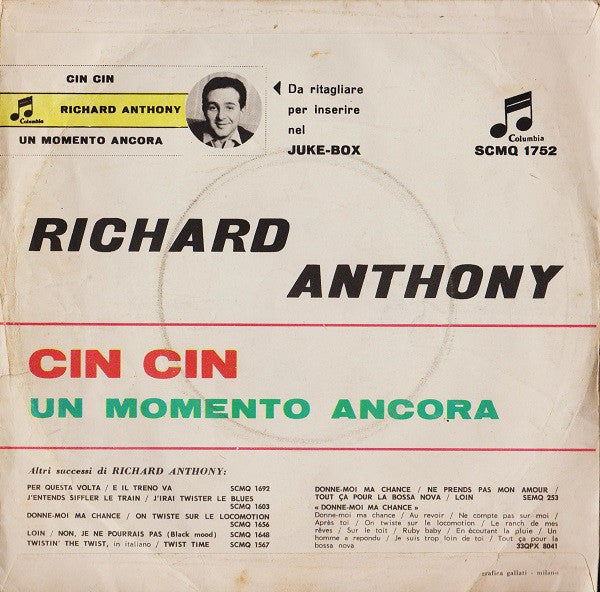 CIN CIN
Columbia
RICHARD ANTHONY
UN MOMENTO ANCORA
Da ritagliare
per inserire
nel
JUKE-BOX
Columbia
SCMQ 1752
RICHARD
ANTHONY
CIN CIN
UN MOMENTO ANCORA
Altri successi di RICHARD ANTHONY:
PER QUESTA VOLTA / E IL TRENO VA SCMQ 1692
J'ENTENDS SIFFLER LE TRAIN / J'IRAI TWISTER LE BLUES
SCMQ 1603
DONNE-MOI MA CHANCE / ON TWISTE SUR LE LOCOMOTION
SCMQ 1656
LOIN / NON, JE NE POURRAIS PAS (Black mood) SCMQ 1648
TWISTIN' THE TWIST, in italiano / TWIST TIME SCMQ 1567
DONNE-MOI MA CHANCE / NE PRENDS PAS MON AMOUR /
TOUT ÇA POUR LA BOSSA NOVA / LOIN SEMQ 253
« DONNE-MOI MA CHANCE »
Donne-moi ma chance / Au revoir / Ne compte pas sur moi /
Après toi / On twiste sur le locomotion / Le ranch de mes
rêves / Sur le toit / Ruby baby / En écoutant la pluie / Un
homme a repondu / Je suis trop loin de toi / Tout ça pour la
bossa nova 33QPX 8041
grafica gallati - milano